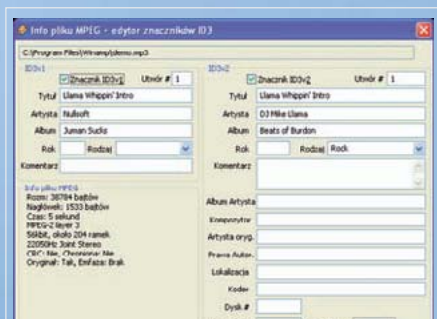 Info pliku MPEG - edytor znaczników ID3
C:\Program Files\Winamp\demo.mp3
ID3v1
Znacznik ID3v1 Utwór # 1
Tytuł Llama Whippin' Intro
Artysta Nullsoft
Album Juman Sucks
Rok Rodzaj
Komentarz
Info pliku MPEG
Rozm: 38784 bajtów
Nagłówek: 1533 bajtów
Czas: 5 sekund
MPEG-2 layer 3
56kbit, około 204 ramek
22050Hz Joint Stereo
CRC: Nie, Chronione: Nie
Oryginał: Tak, Emfaza: Brak
ID3v2
Znacznik ID3v2 Utwór # 1
Tytuł Llama Whippin' Intro
Artysta DJ Mike Llama
Album Beats of Burdon
Rok Rodzaj Rock
Komentarz
Album Artysta
Kompozytor
Artysta oryg.
Prawa Autor.
Lokalizacja
Koder
Dysk #